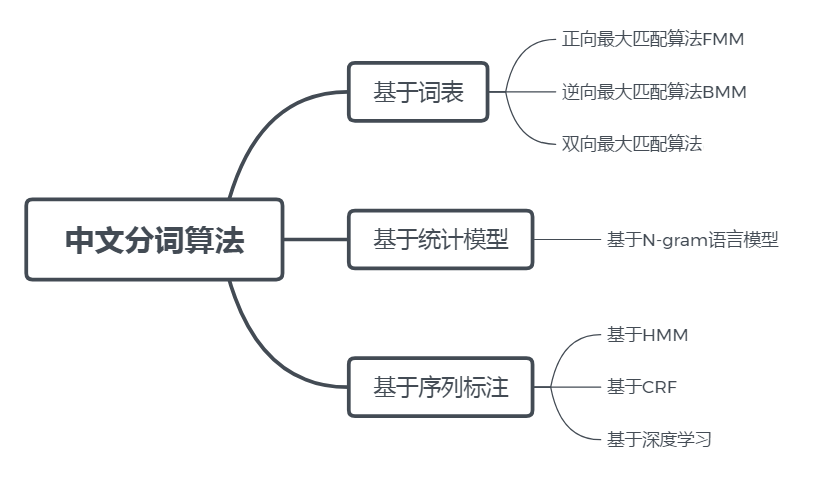 中文分词算法
基于词表
正向最大匹配算法FMM
逆向最大匹配算法BMM
双向最大匹配算法
基于统计模型
基于N-gram语言模型
基于序列标注
基于HMM
基于CRF
基于深度学习